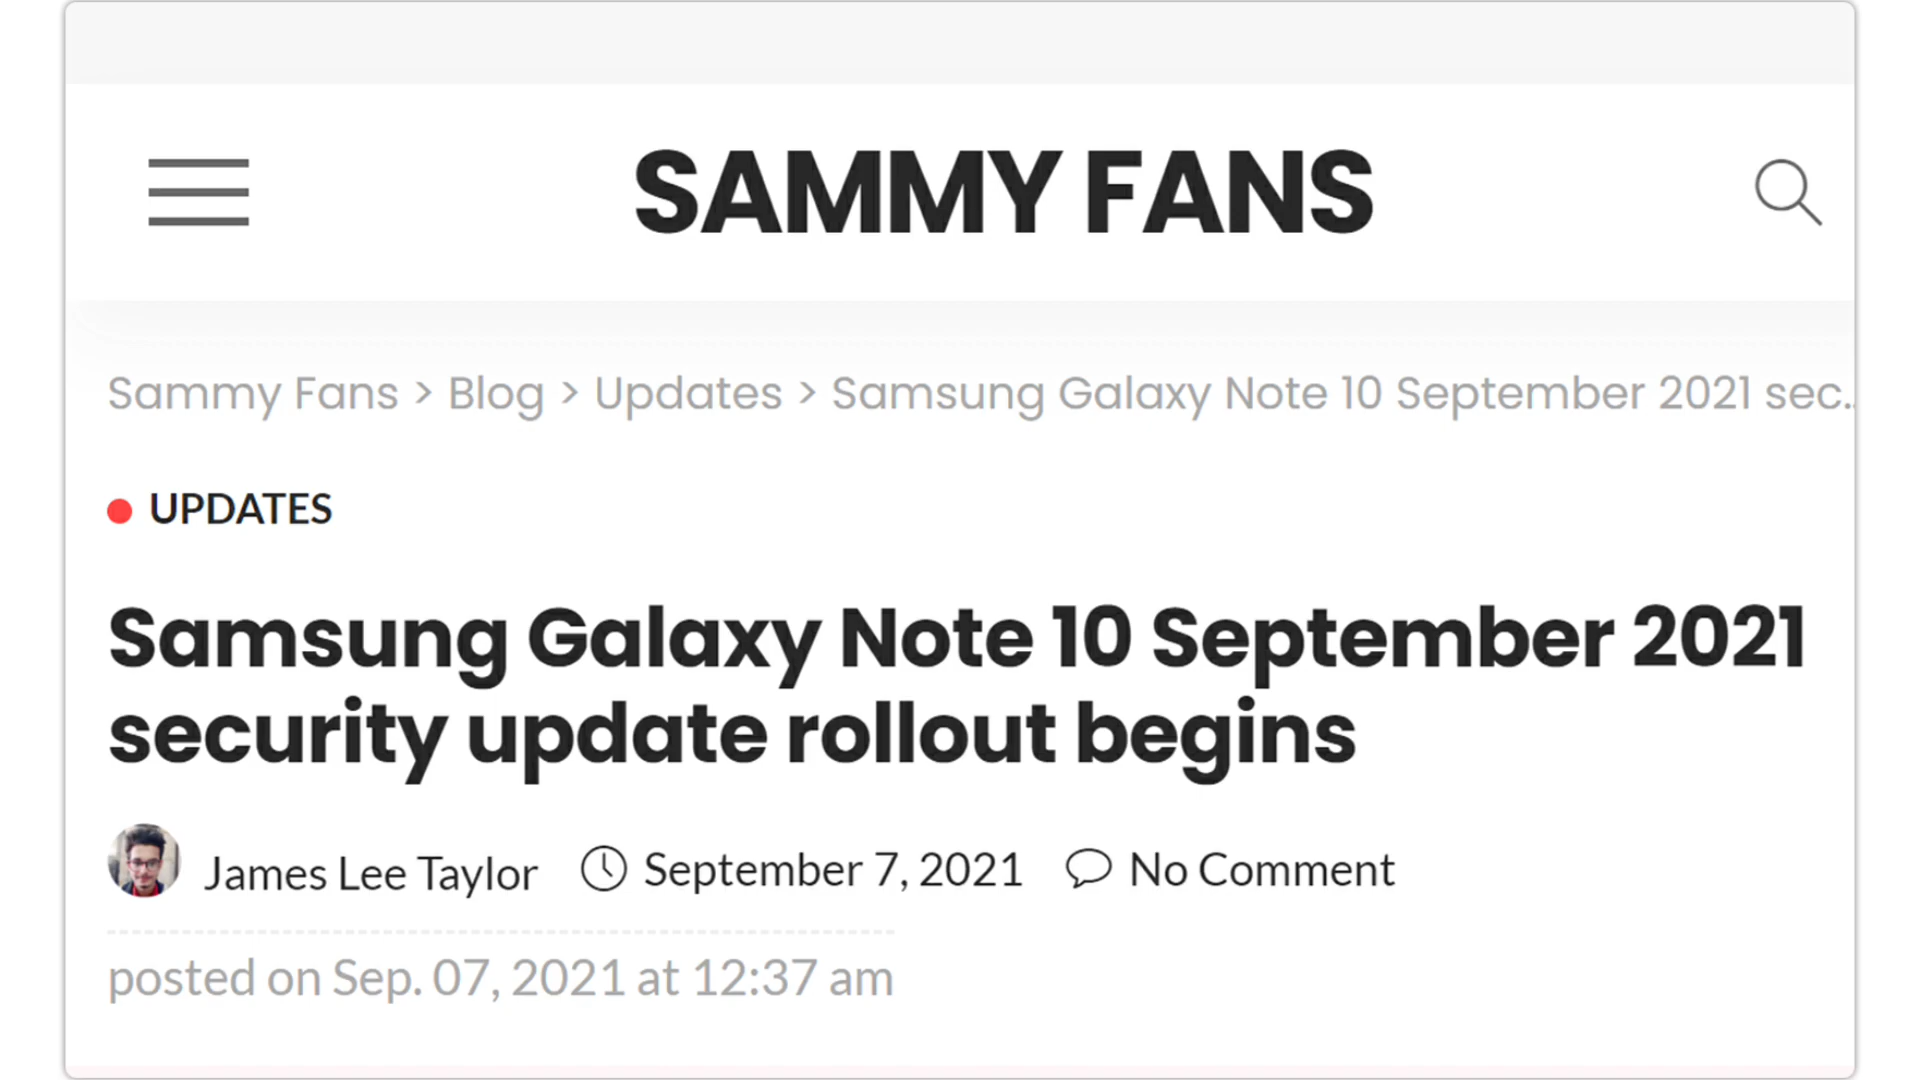 SAMMY FANS
Sammy Fans > Blog > Updates > Samsung Galaxy Note 10 September 2021 sec..
UPDATES
Samsung Galaxy Note 10 September 2021
security update rollout begins
James Lee Taylor September 7, 2021 No Comment
posted on Sep. 07, 2021 at 12:37 am